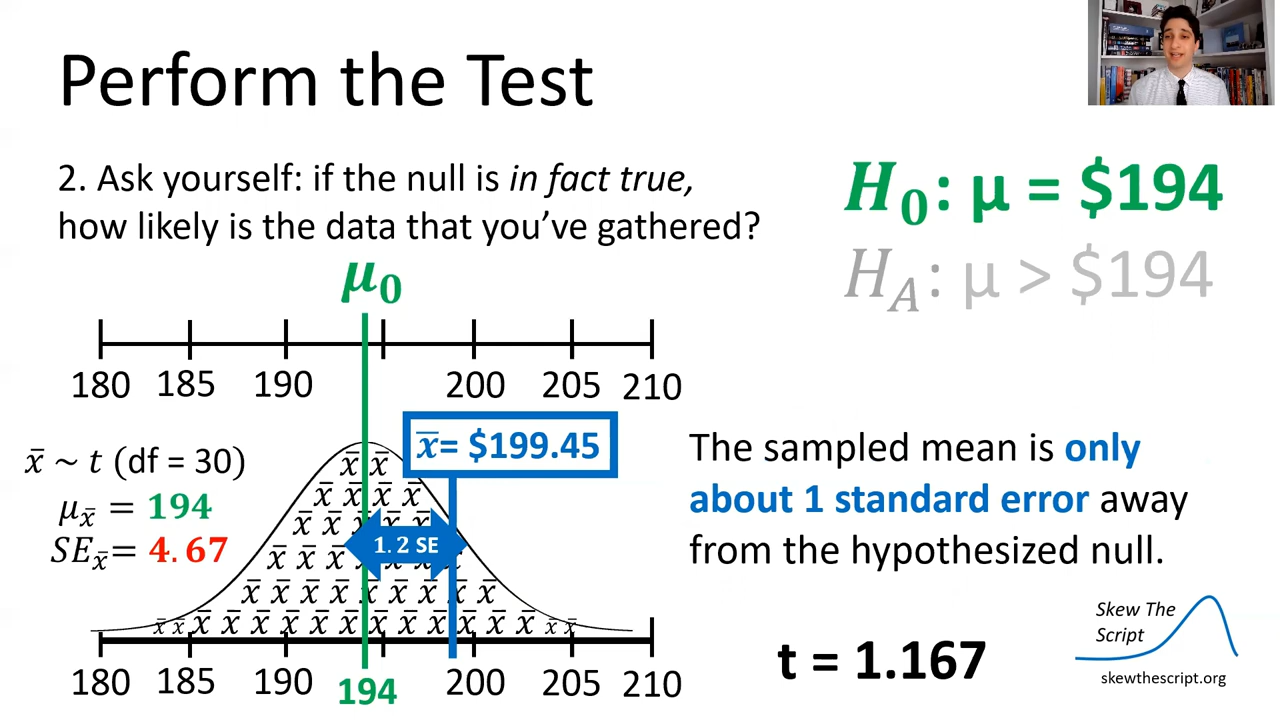 Perform the Test
2. Ask yourself: if the null is in fact true,
how likely is the data that you’ve gathered?
H₀: μ = $194
H_A: μ > $194
μ₀
180 185 190 200 205 210
x̄ = $199.45
x̄ ~ t (df = 30)
μ_x̄ = 194
SE_x̄ = 4.67
x̄ x̄
x̄ x̄ x̄ x̄
x̄ x̄ x̄ x̄ x̄
1.2 SE
x̄ x̄ x̄ x̄ x̄ x̄
x̄ x̄ x̄ x̄ x̄ x̄ x̄ x̄ x̄
x̄ x̄ x̄ x̄ x̄ x̄ x̄ x̄ x̄ x̄ x̄ x̄ x̄ x̄ x̄ x̄
180 185 190 194 200 205 210
The sampled mean is only
about 1 standard error away
from the hypothesized null.
t = 1.167
Skew The
Script
skewthescript.org